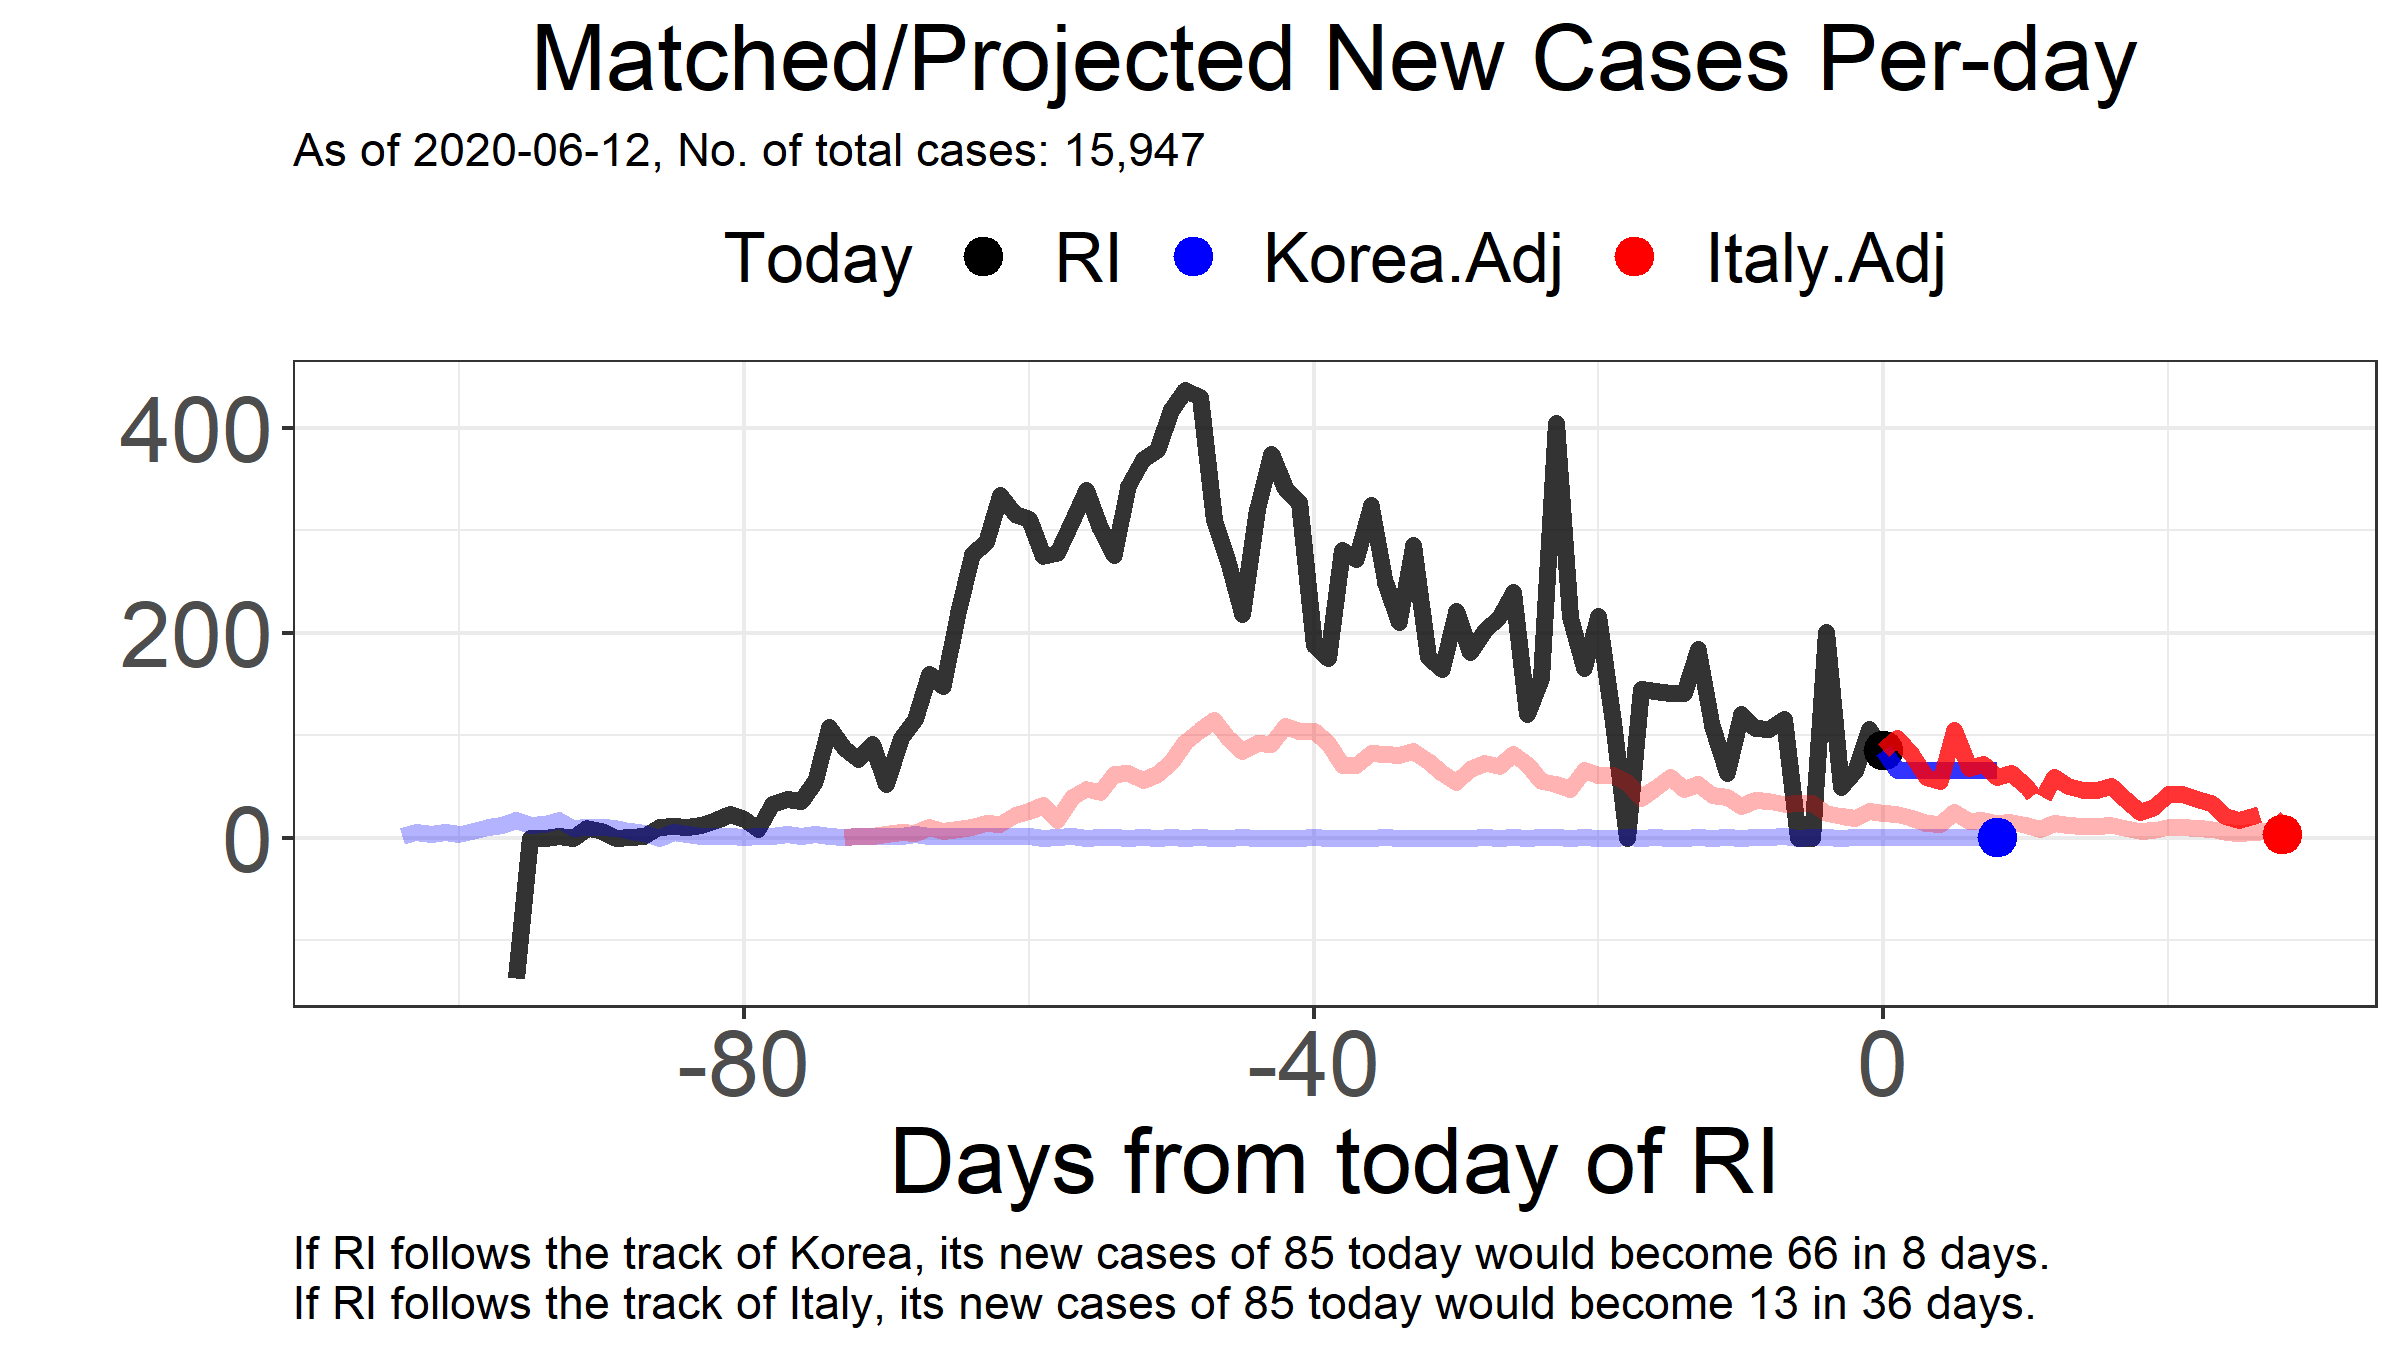 Matched/Projected New Cases Per-day
As of 2020-06-12, No. of total cases: 15,947
Today RI Korea.Adj Italy.Adj
400
200
0
-80 -40 0
Days from today of RI
If RI follows the track of Korea, its new cases of 85 today would become 66 in 8 days.
If RI follows the track of Italy, its new cases of 85 today would become 13 in 36 days.